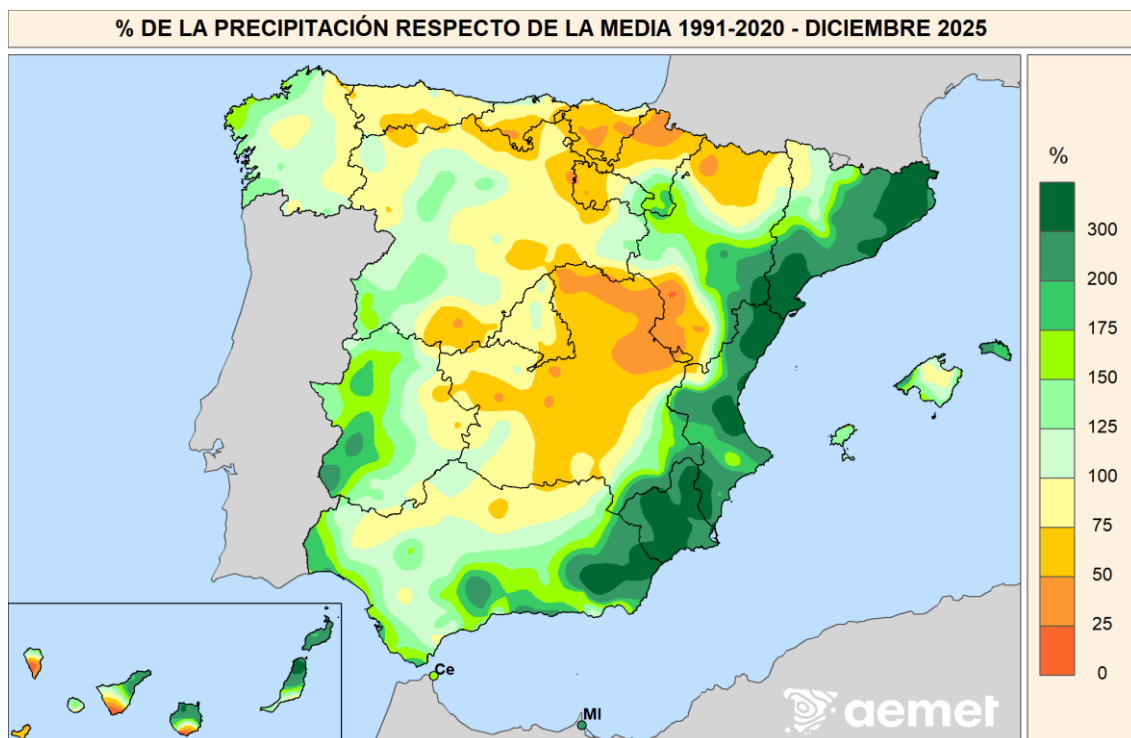 % DE LA PRECIPITACIÓN RESPECTO DE LA MEDIA 1991-2020 - DICIEMBRE 2025
%
300
200
175
150
125
100
75
50
25
0
Ce
Ml
aemet